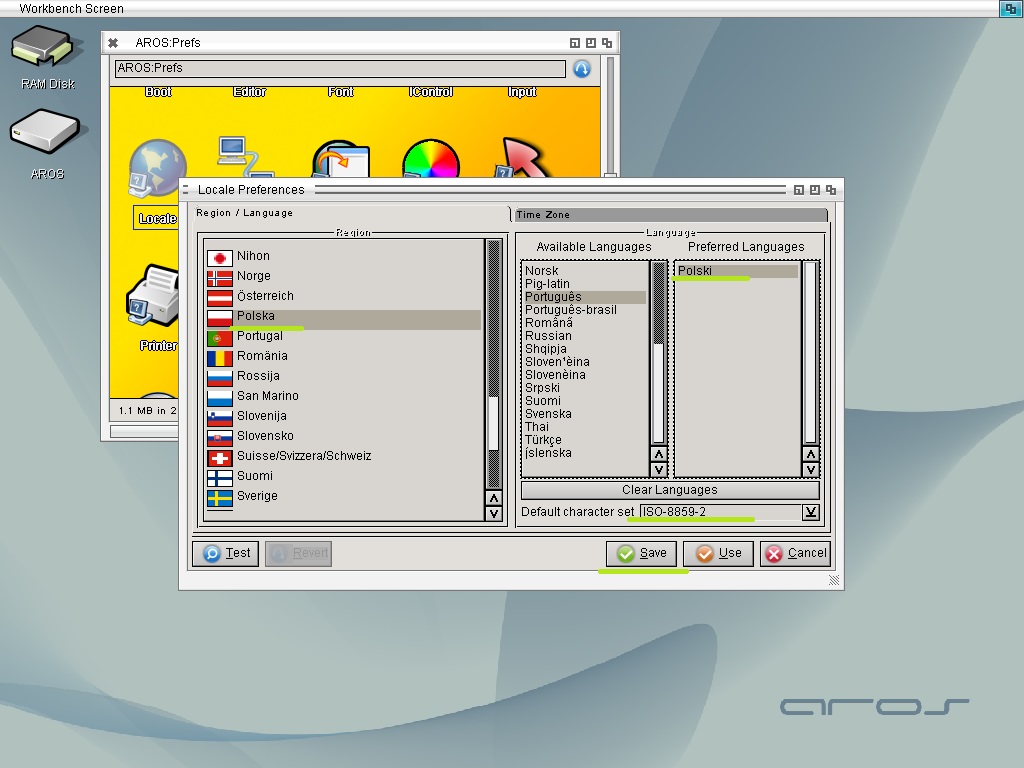 Workbench Screen
AROS:Prefs
AROS:Prefs
RAM Disk
Boot
Editor
Font
IControl
Input
AROS
Locale
Printer
1.1 MB in 2
Locale Preferences
Region / Language
Time Zone
Region
Nihon
Norge
Österreich
Polska
Portugal
România
Rossija
San Marino
Slovenija
Slovensko
Suisse/Svizzera/Schweiz
Suomi
Sverige
Language
Available Languages
Preferred Languages
Norsk
Pig-latin
Português
Português-brasil
Românã
Russian
Shqipja
Sloven¹èina
Slovenèina
Srpski
Suomi
Svenska
Thai
Türkçe
íslenska
Polski
Clear Languages
Default character set
ISO-8859-2
Test
Revert
Save
Use
Cancel
aros